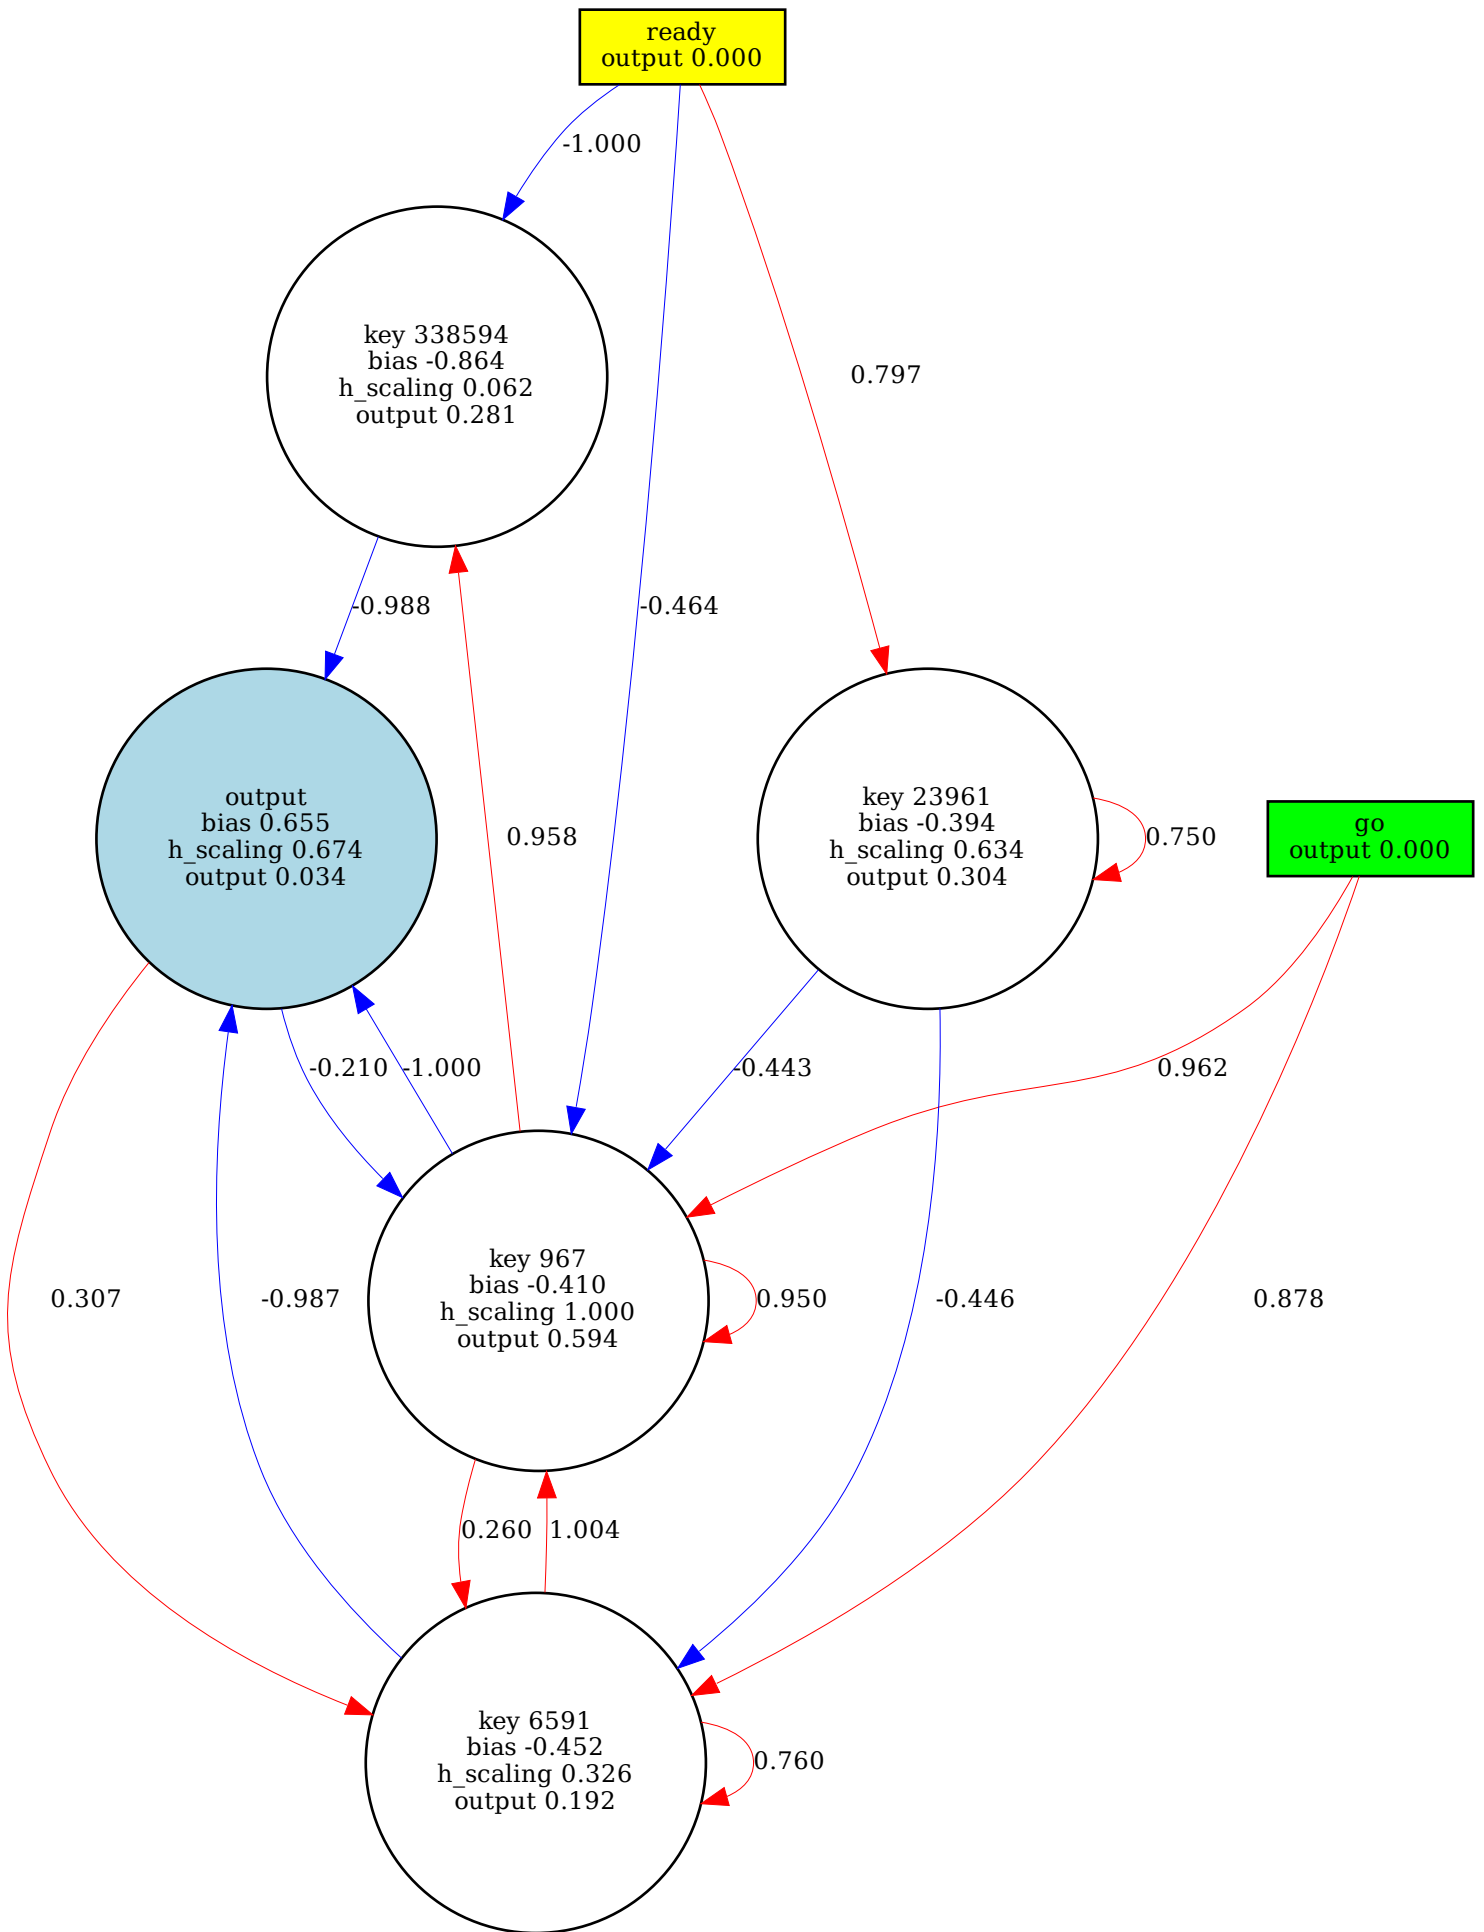 ready
output 0.000
-1.000
key 338594
bias -0.864
h_scaling 0.062
output 0.281
0.797
-0.988
-0.464
output
bias 0.655
h_scaling 0.674
output 0.034
0.958
key 23961
bias -0.394
h_scaling 0.634
output 0.304
0.750
go
output 0.000
-0.210
-1.000
-0.443
0.962
0.307
-0.987
key 967
bias -0.410
h_scaling 1.000
output 0.594
0.950
-0.446
0.878
0.260
1.004
key 6591
bias -0.452
h_scaling 0.326
output 0.192
0.760